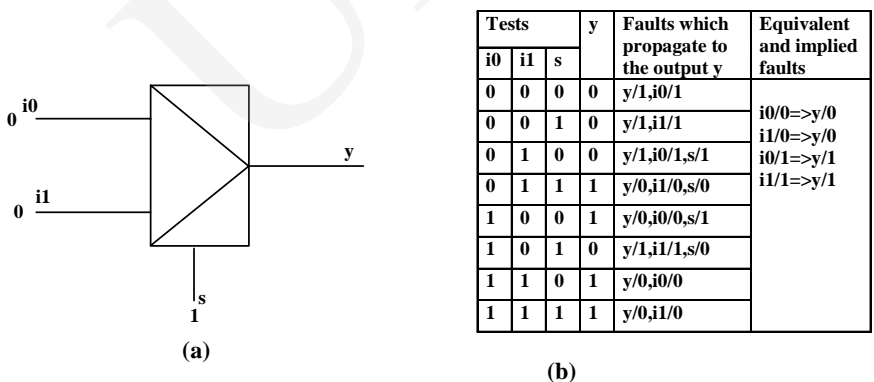 i0
0
i1
0
y
s
1
(a)
Tests y Faults which propagate to the output y Equivalent and implied faults
i0 i1 s
0 0 0 0 y/1,i0/1
0 0 1 0 y/1,i1/1
0 1 0 0 y/1,i0/1,s/1
0 1 1 1 y/0,i1/0,s/0
1 0 0 1 y/0,i0/0,s/1
1 0 1 0 y/1,i1/1,s/0
1 1 0 1 y/0,i0/0
1 1 1 1 y/0,i1/0
i0/0=>y/0
i1/0=>y/0
i0/1=>y/1
i1/1=>y/1
(b)